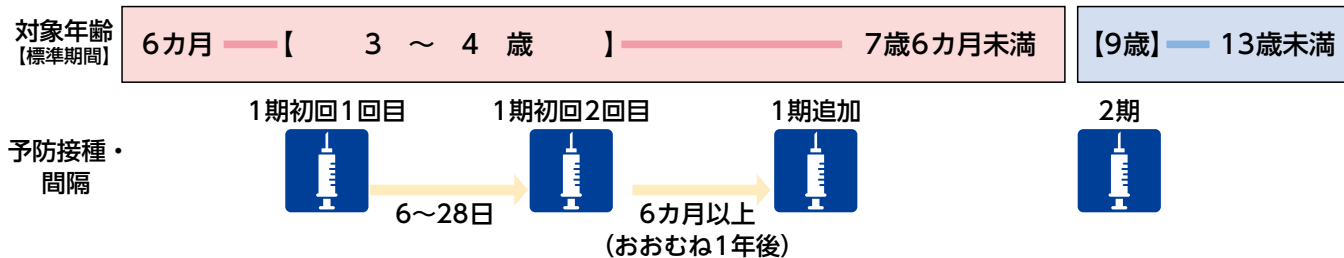 対象年齢
【標準期間】
6カ月 【 3 ～ 4 歳 】 7歳6カ月未満
【9歳】 13歳未満
1期初回1回目 1期初回2回目 1期追加 2期
予防接種・
間隔
6～28日 6カ月以上
(おおむね1年後)